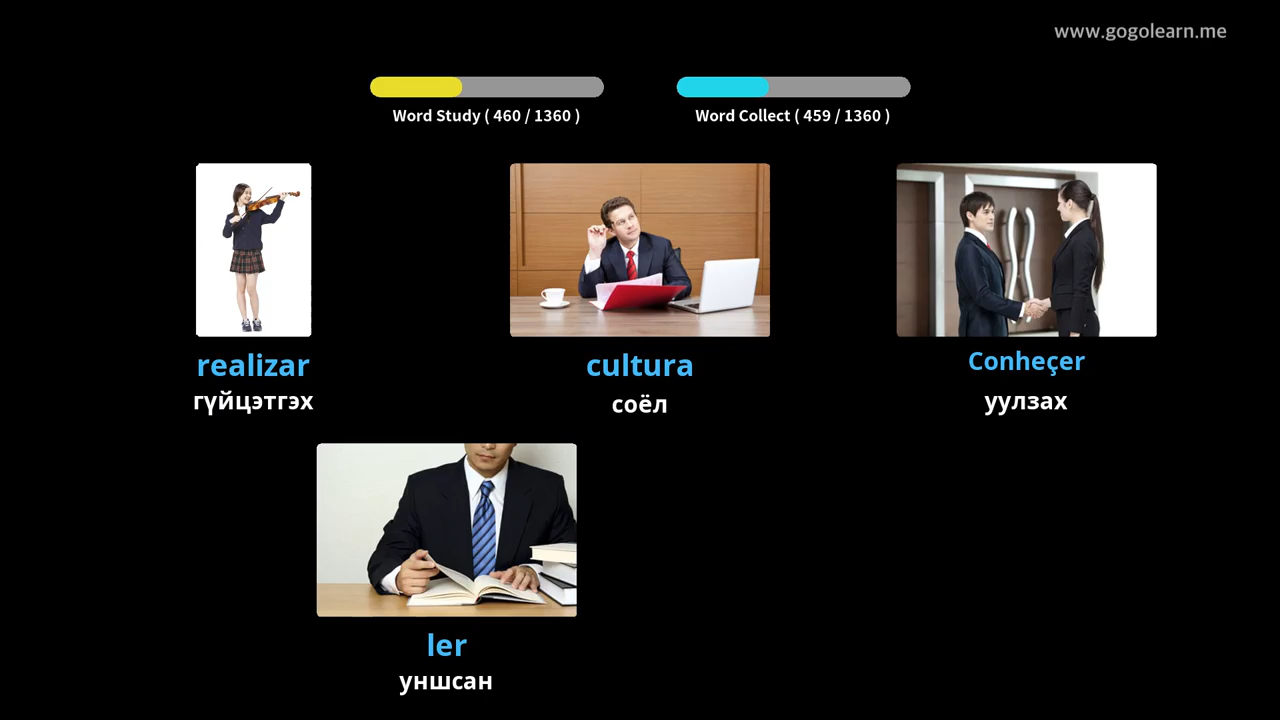 www.gogolearn.me
Word Study ( 460 / 1360 )
Word Collect ( 459 / 1360 )
realizar
гүйцэтгэх
cultura
соёл
Conheçer
уулзах
ler
уншсан